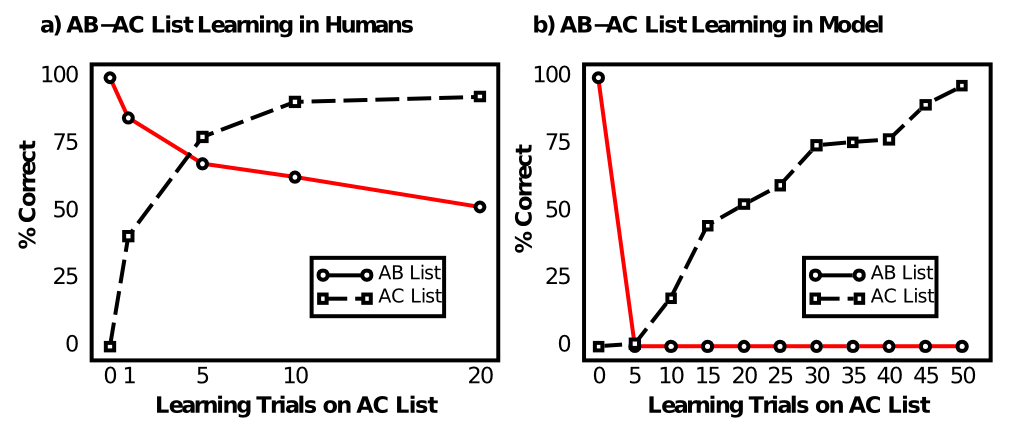 a) AB–AC List Learning in Humans
100
75
50
25
0
% Correct
AB List
AC List
0 1 5 10 20
Learning Trials on AC List
b) AB–AC List Learning in Model
100
75
50
25
0
% Correct
AB List
AC List
0 5 10 15 20 25 30 35 40 45 50
Learning Trials on AC List